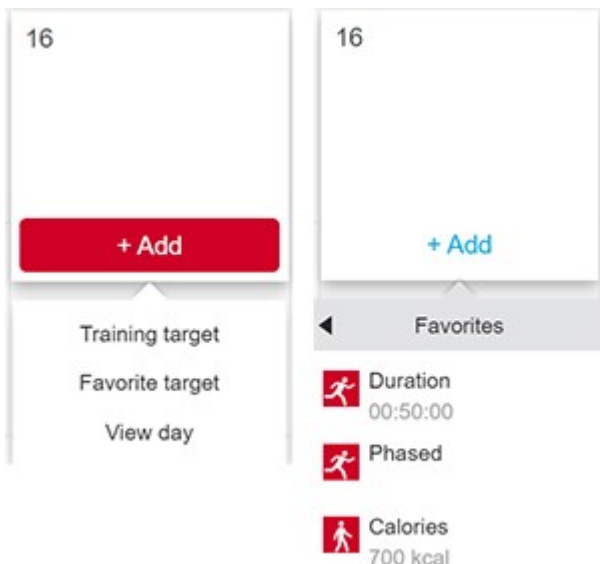 16
+ Add
Training target
Favorite target
View day
16
+ Add
Favorites
Duration
00:50:00
Phased
Calories
700 kcal